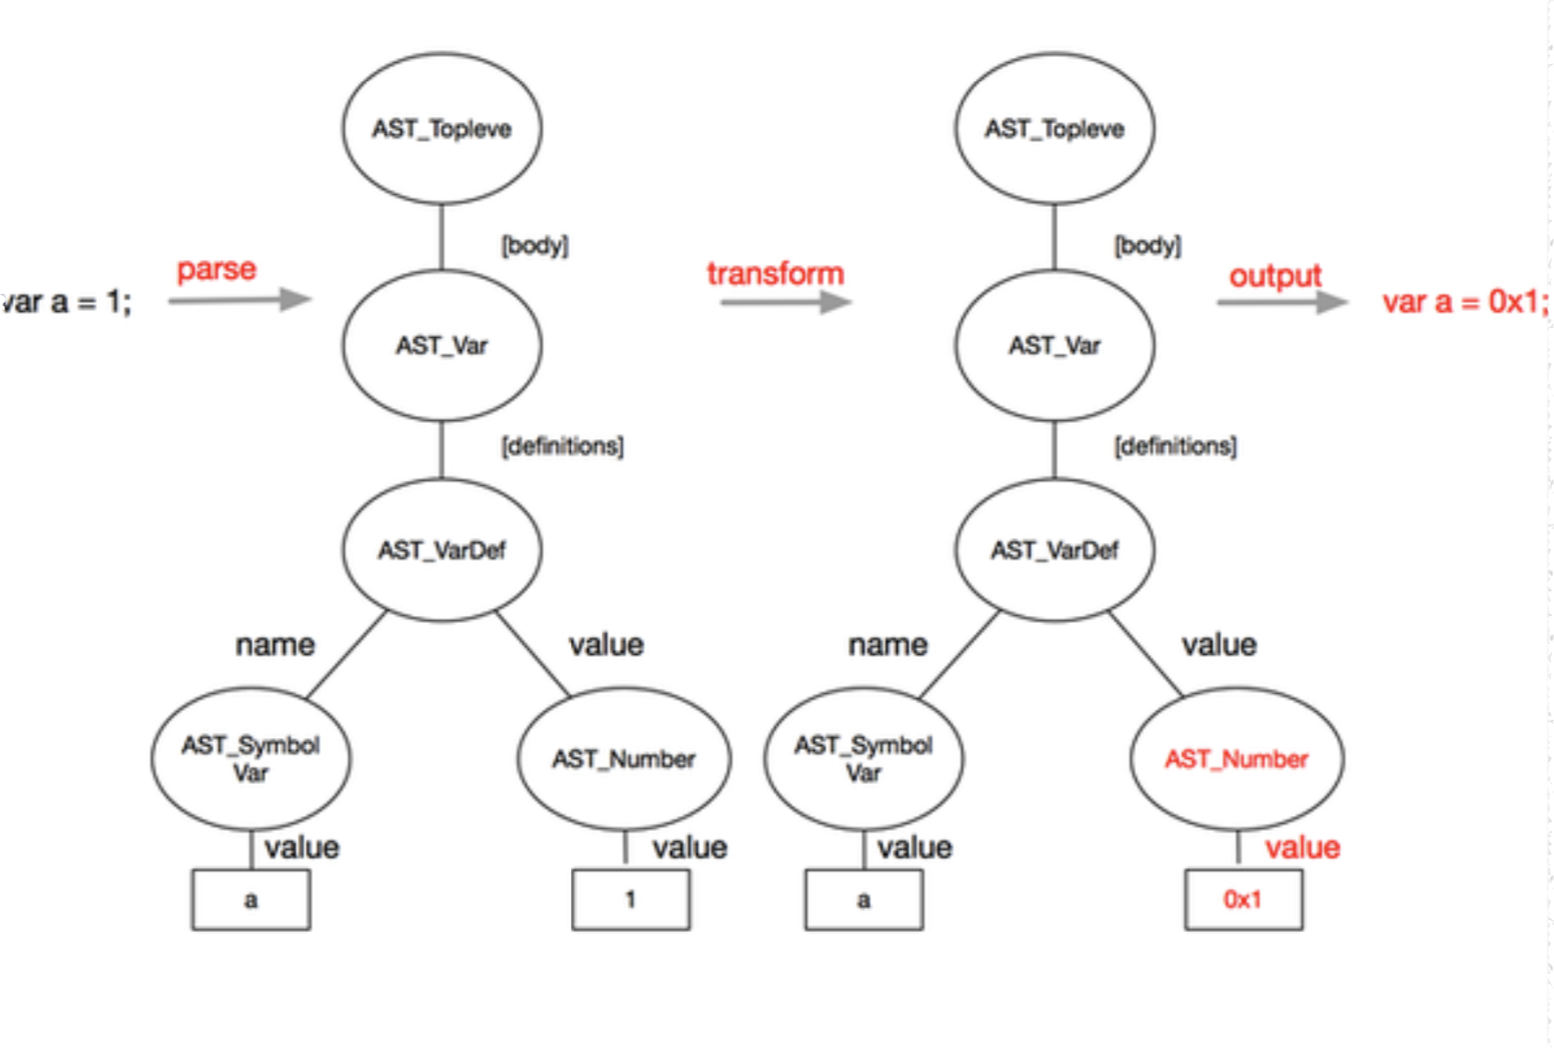 AST_Topleve
AST_Topleve
[body]
[body]
parse
transform
output
var a = 1;
var a = 0x1;
AST_Var
AST_Var
[definitions]
[definitions]
AST_VarDef
AST_VarDef
name
value
name
value
AST_Symbol
Var
AST_Number
AST_Symbol
Var
AST_Number
value
value
value
value
a
1
a
0x1